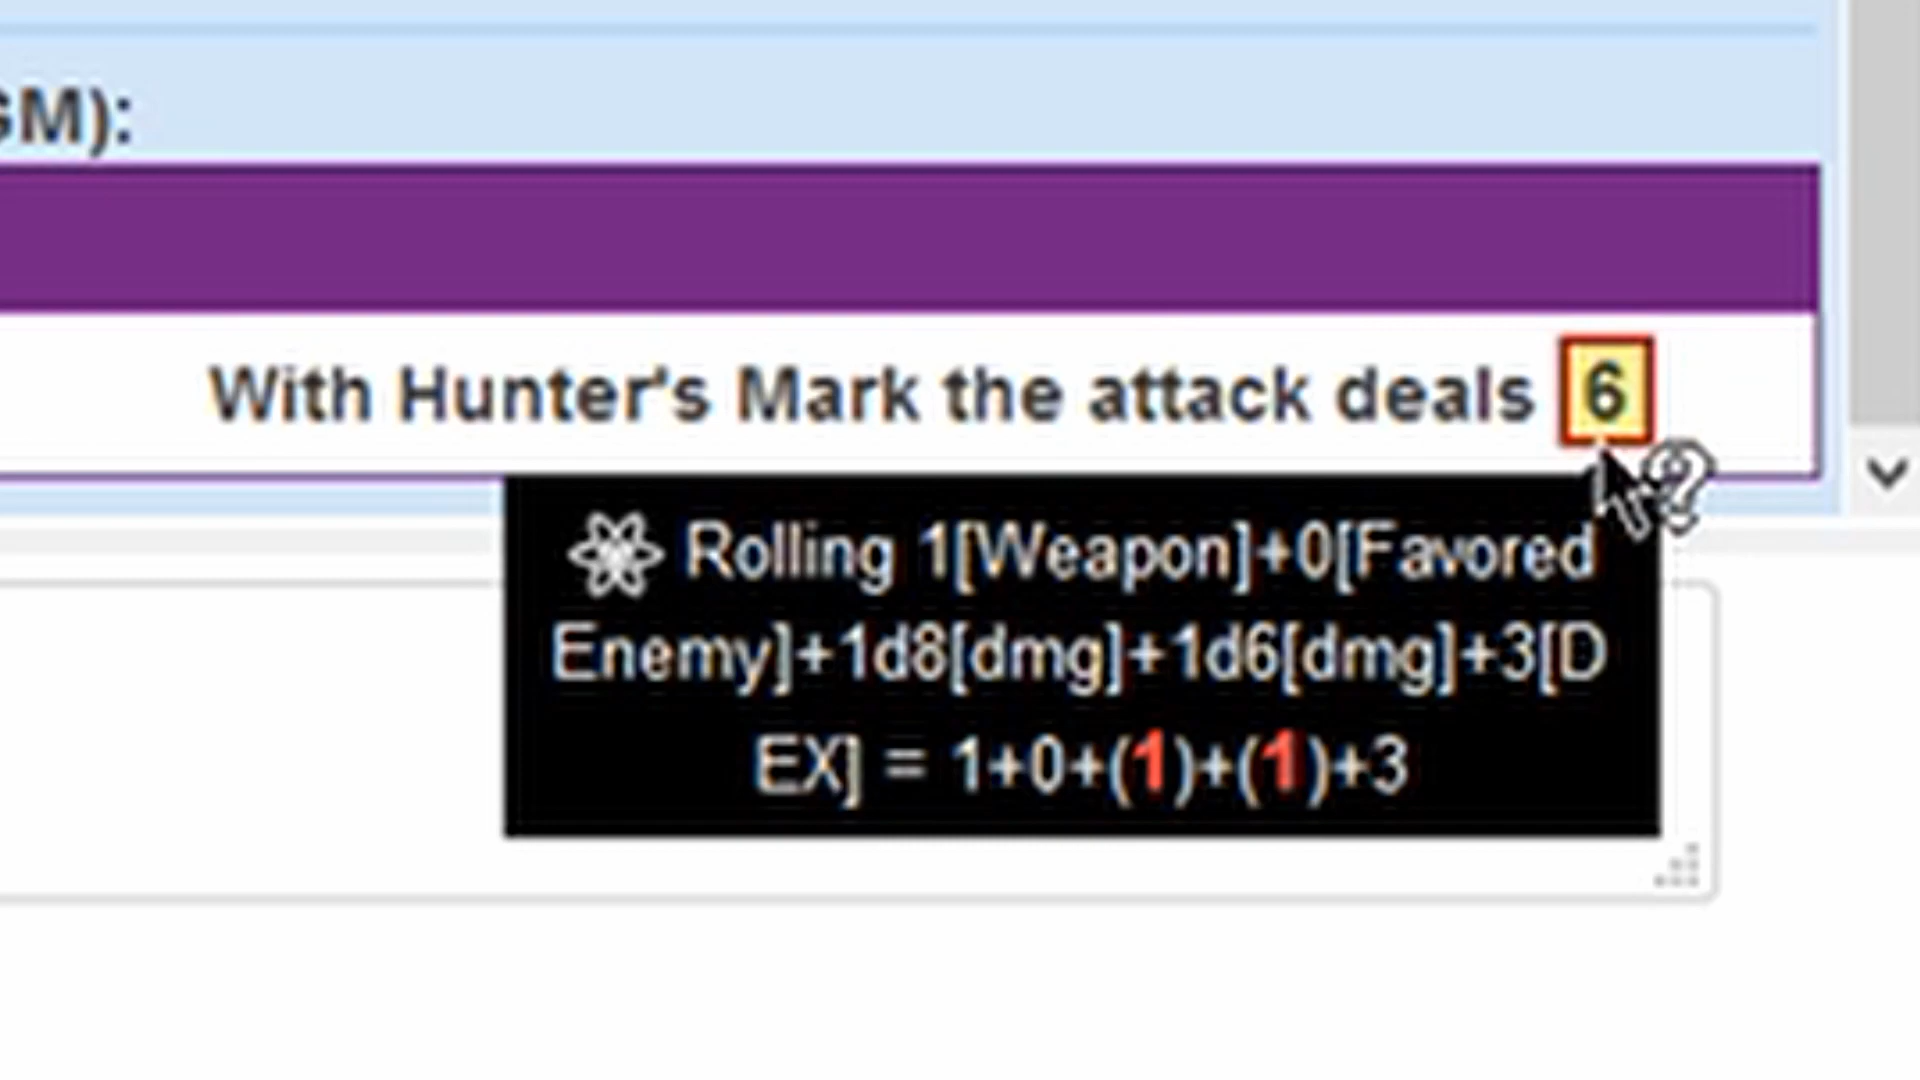 GM):
With Hunter's Mark the attack deals 6
Rolling 1[Weapon]+0[Favored
Enemy]+1d8[dmg]+1d6[dmg]+3[D
EX] = 1+0+(1)+(1)+3